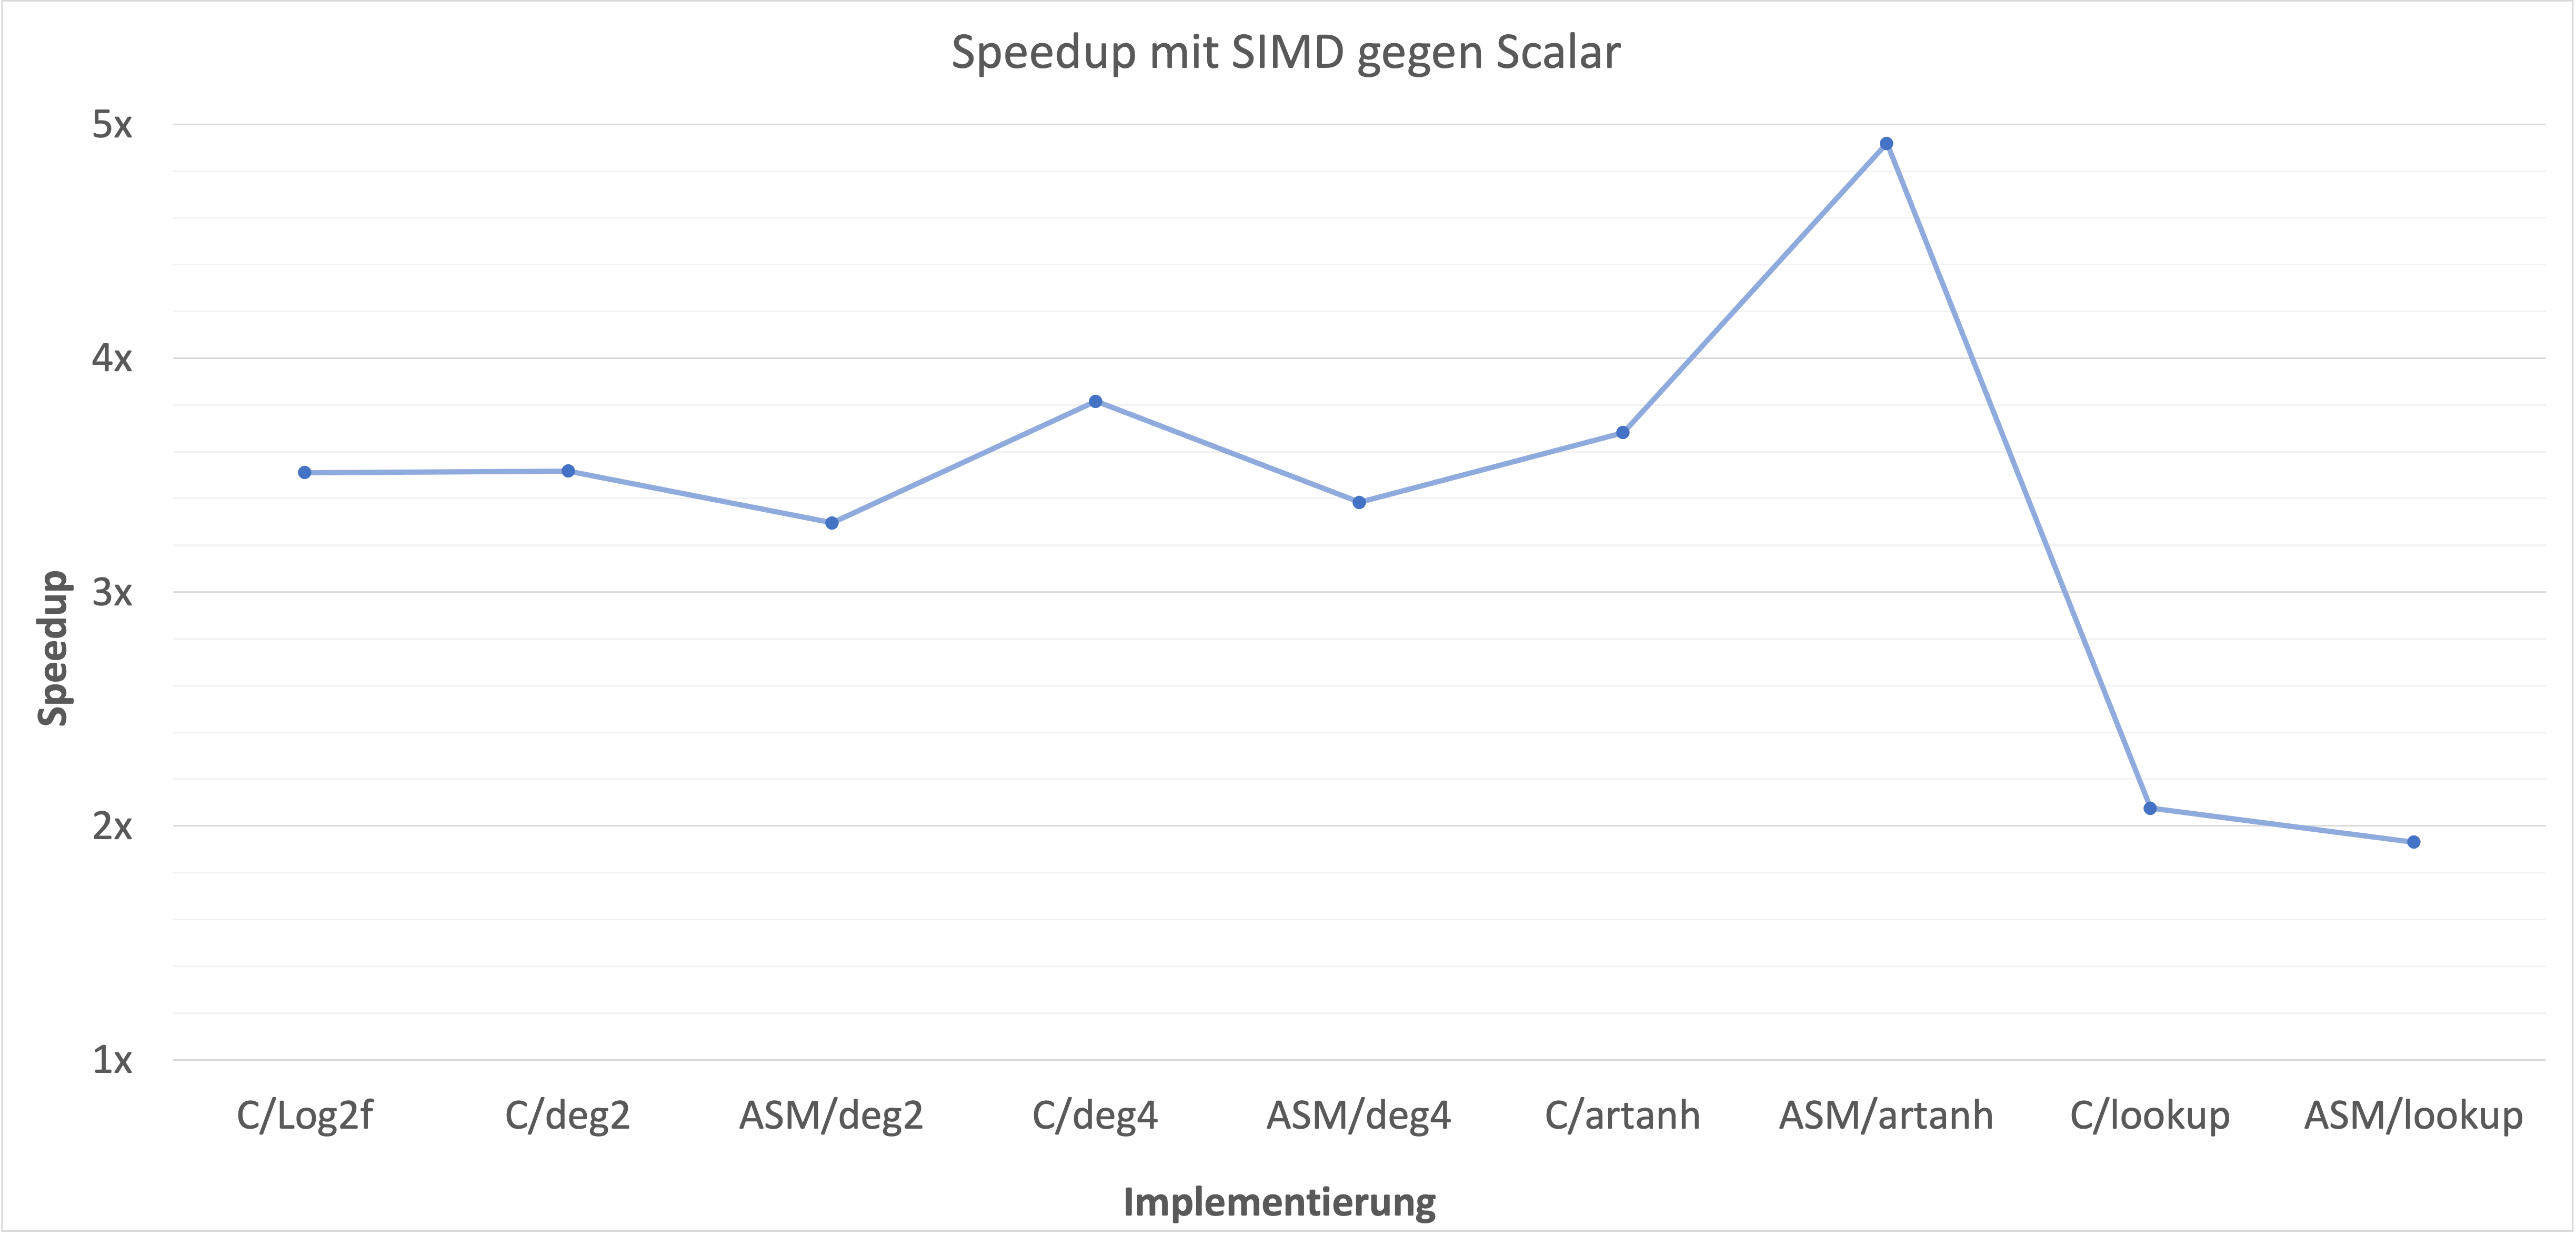 Speedup mit SIMD gegen Scalar
5x
4x
3x
2x
1x
Speedup
C/Log2f C/deg2 ASM/deg2 C/deg4 ASM/deg4 C/artanh ASM/artanh C/lookup ASM/lookup
Implementierung